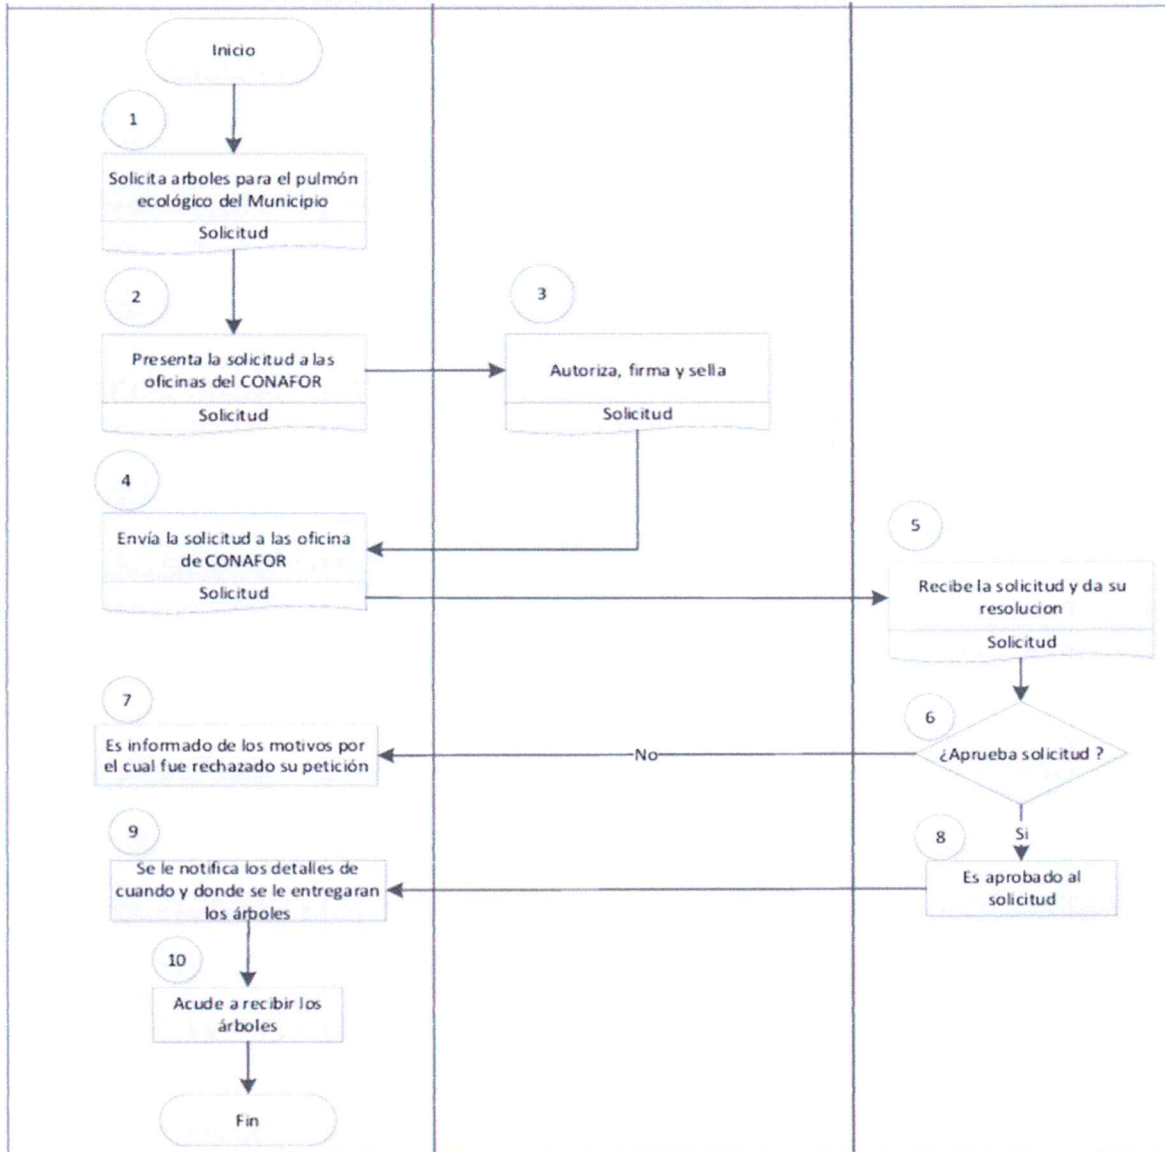 Inicio
1
Solicita arboles para el pulmón
ecológico del Municipio
Solicitud
2
Presenta la solicitud a las
oficinas del CONAFOR
Solicitud
3
Autoriza, firma y sella
Solicitud
4
Envía la solicitud a las oficina
de CONAFOR
Solicitud
5
Recibe la solicitud y da su
resolucion
Solicitud
6
¿Aprueba solicitud ?
No
7
Es informado de los motivos por
el cual fue rechazado su petición
Si
8
Es aprobado al
solicitud
9
Se le notifica los detalles de
cuando y donde se le entregaran
los árboles
10
Acude a recibir los
árboles
Fin